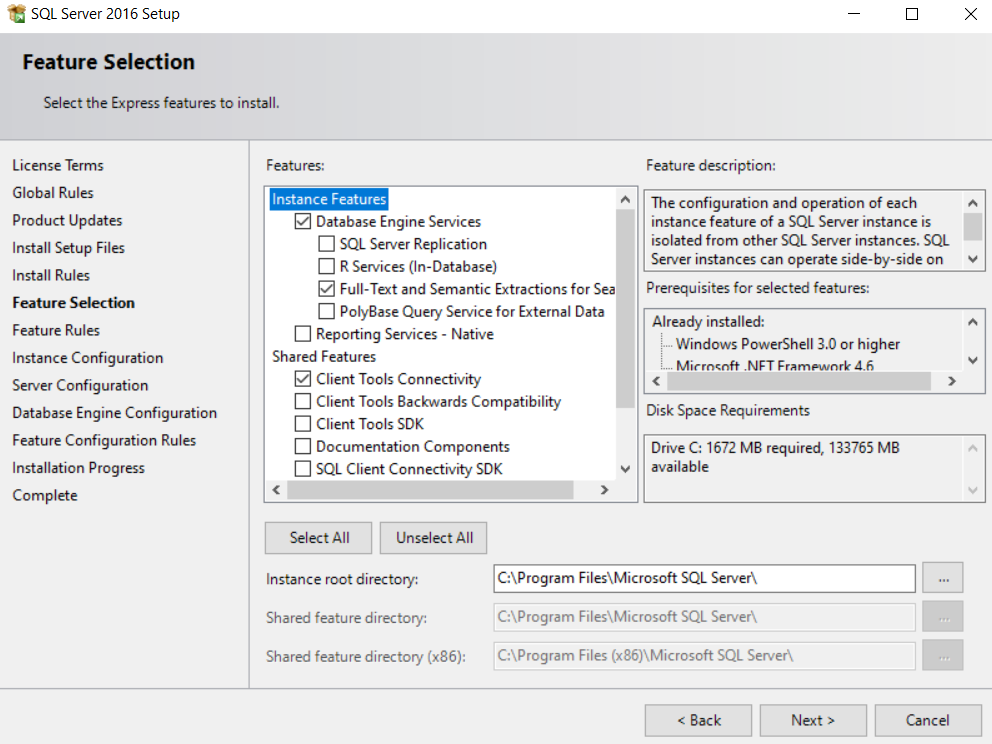 SQL Server 2016 Setup
Feature Selection
Select the Express features to install.
License Terms
Global Rules
Product Updates
Install Setup Files
Install Rules
Feature Selection
Feature Rules
Instance Configuration
Server Configuration
Database Engine Configuration
Feature Configuration Rules
Installation Progress
Complete
Features:
Instance Features
Database Engine Services
SQL Server Replication
R Services (In-Database)
Full-Text and Semantic Extractions for Sea
PolyBase Query Service for External Data
Reporting Services - Native
Shared Features
Client Tools Connectivity
Client Tools Backwards Compatibility
Client Tools SDK
Documentation Components
SQL Client Connectivity SDK
Feature description:
The configuration and operation of each
instance feature of a SQL Server instance is
isolated from other SQL Server instances. SQL
Server instances can operate side-by-side on
Prerequisites for selected features:
Already installed:
Windows PowerShell 3.0 or higher
Microsoft .NET Framework 4.6
Disk Space Requirements
Drive C: 1672 MB required, 133765 MB
available
Select All
Unselect All
Instance root directory:
C:\Program Files\Microsoft SQL Server\
...
Shared feature directory:
C:\Program Files\Microsoft SQL Server\
...
Shared feature directory (x86):
C:\Program Files (x86)\Microsoft SQL Server\
...
< Back
Next >
Cancel